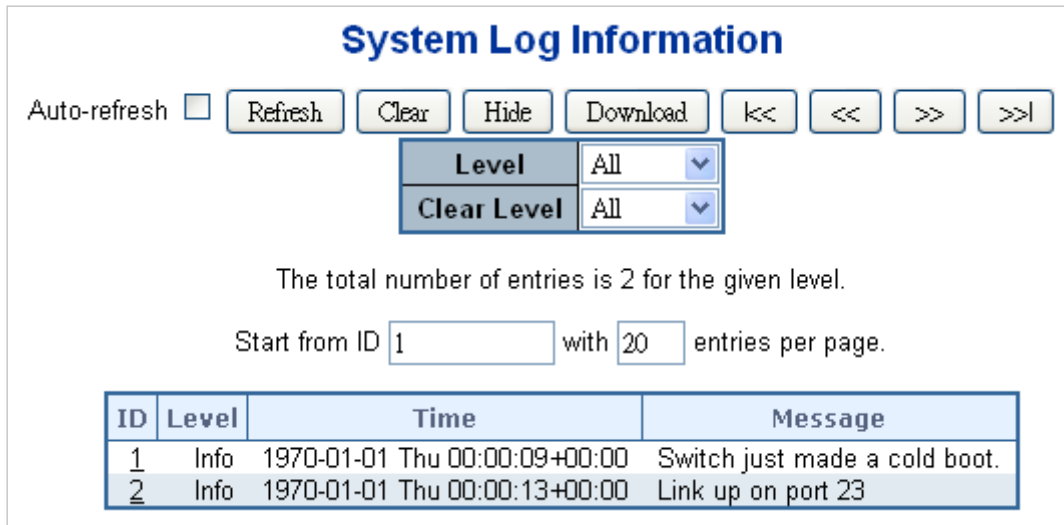 System Log Information
Auto-refresh Refresh Clear Hide Download |<< << >> >>|
Level All
Clear Level All
The total number of entries is 2 for the given level.
Start from ID 1 with 20 entries per page.
ID Level Time Message
1 Info 1970-01-01 Thu 00:00:09+00:00 Switch just made a cold boot.
2 Info 1970-01-01 Thu 00:00:13+00:00 Link up on port 23